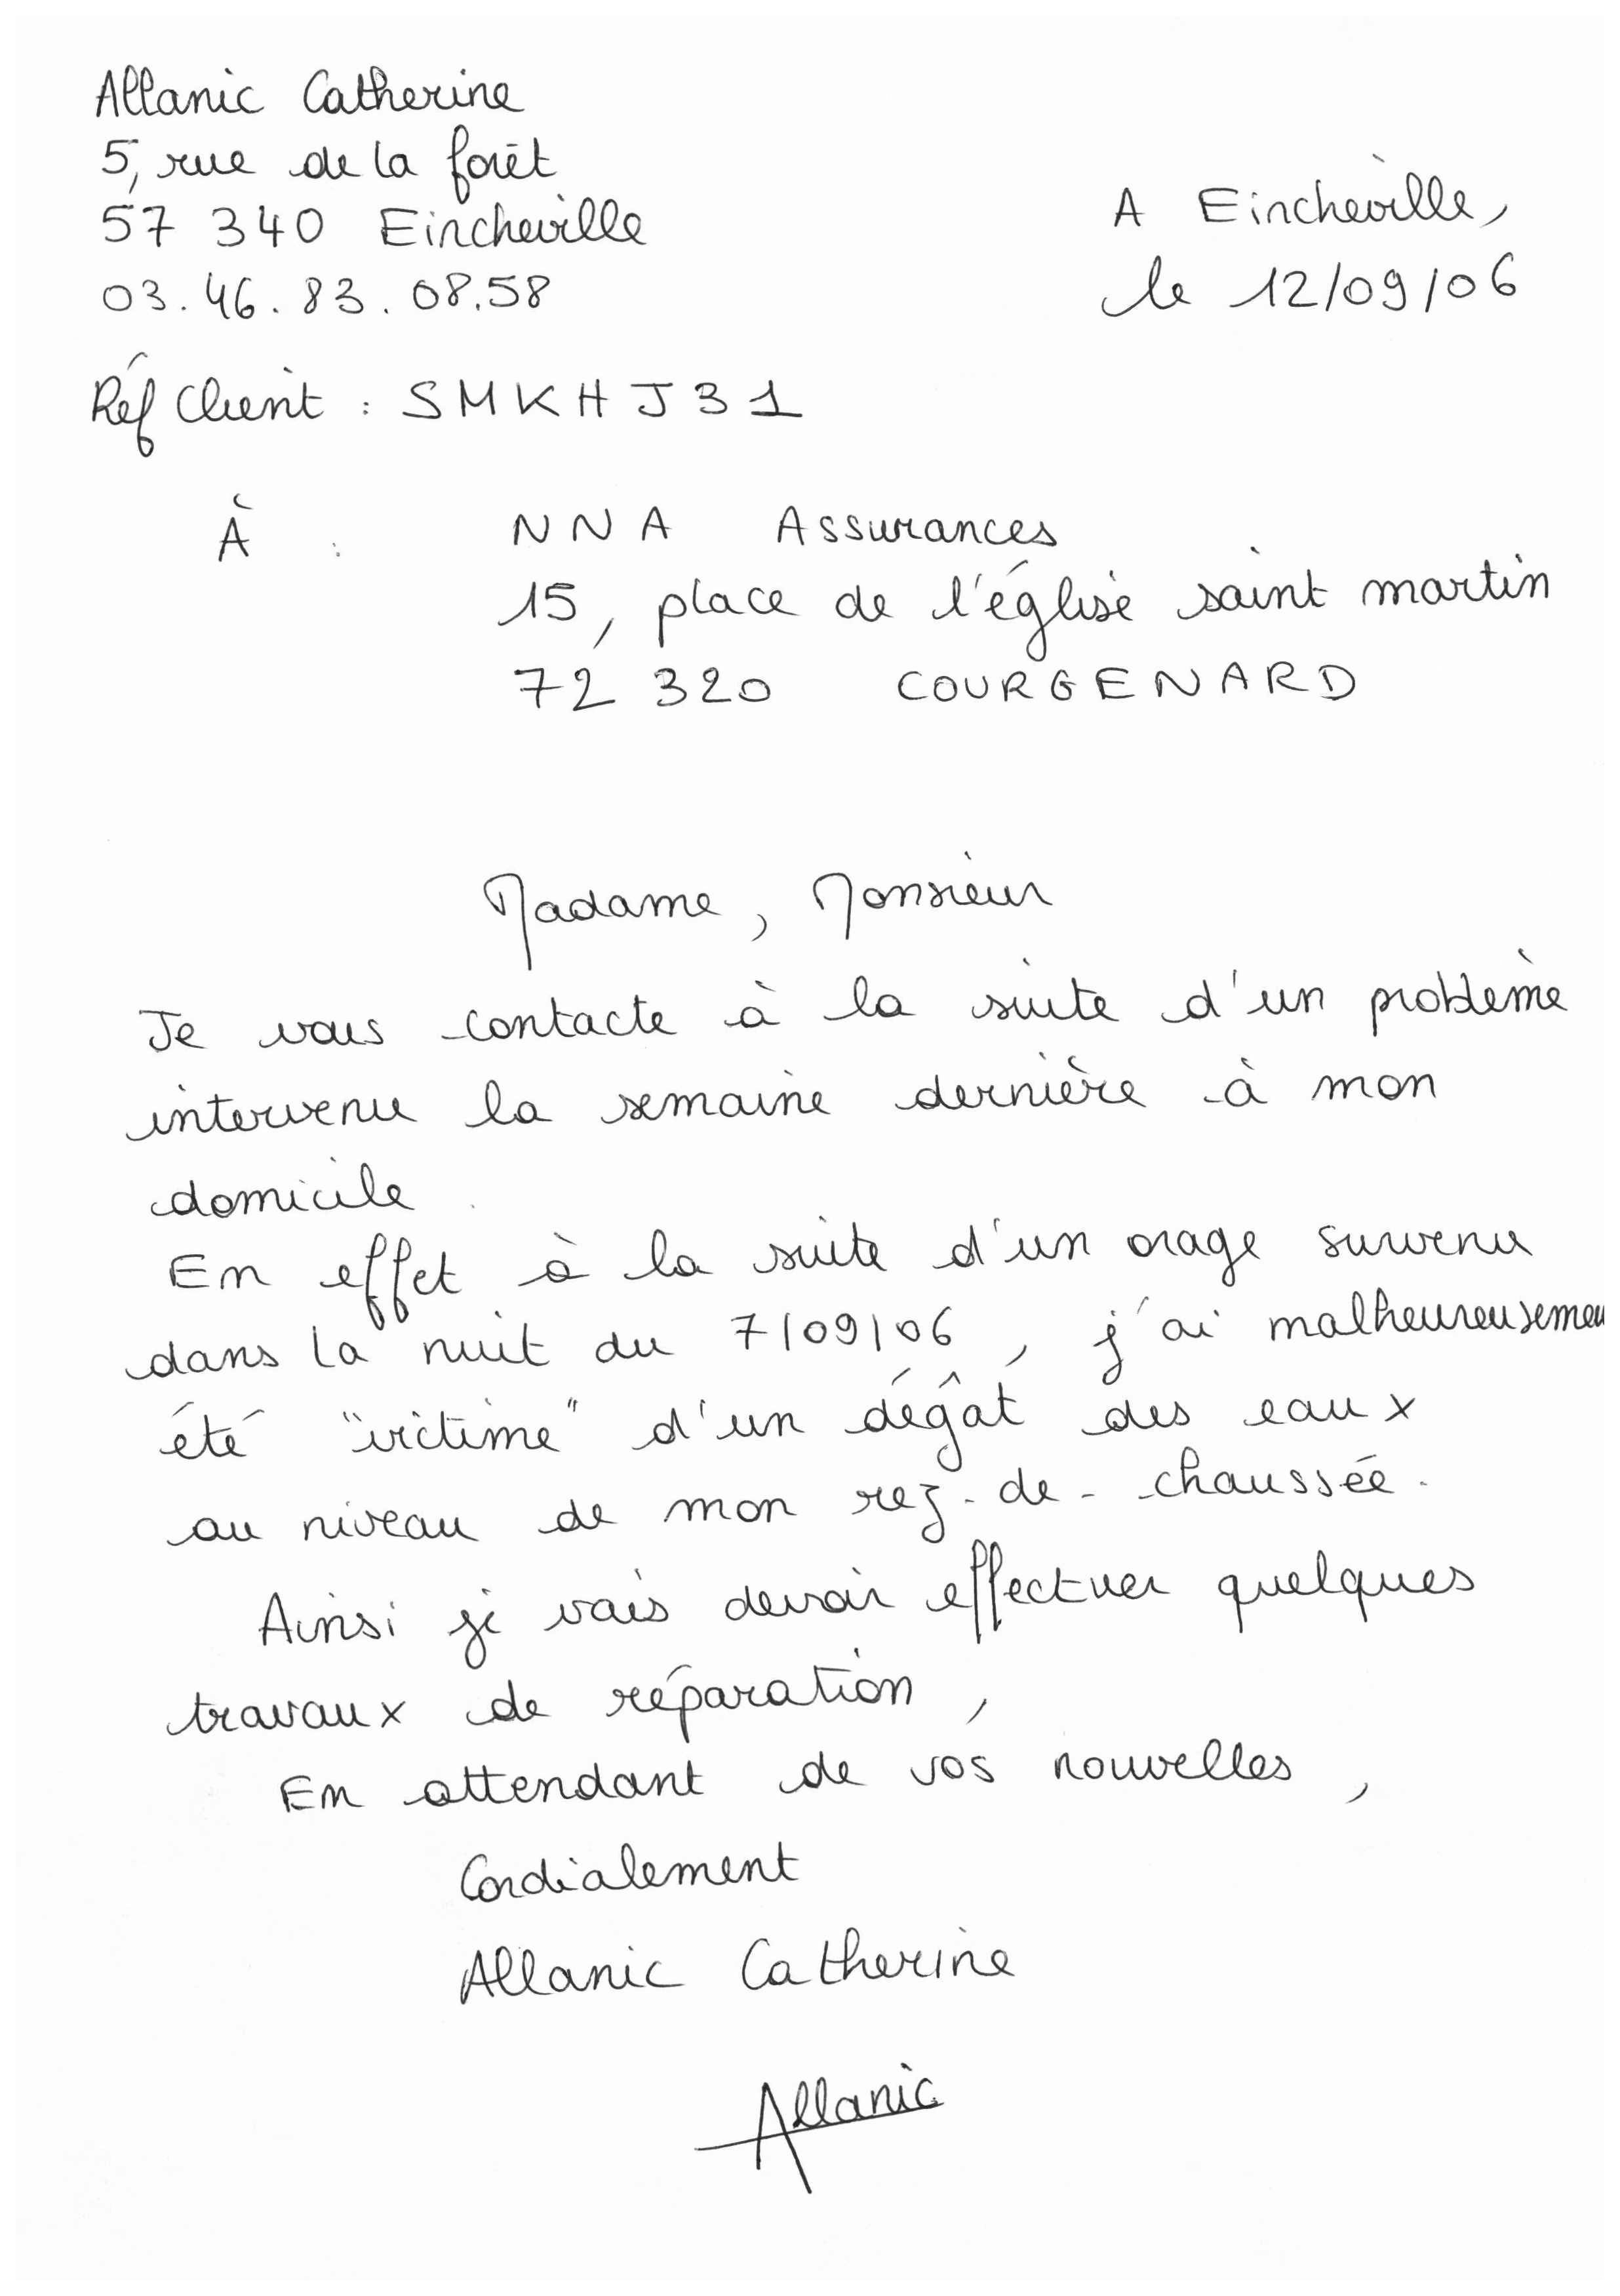 Allanic Catherine
5, rue de la forêt
57 340 Eincheville
03.46.83.08.58
A Eincheville,
le 12/09/06
Réf Client : SMKHJ31
À :
NNA Assurances
15, place de l'église saint martin
72 320 COURGENARD
Madame, Monsieur
Je vous contacte à la suite d'un problème
intervenu la semaine dernière à mon
domicile.
En effet à la suite d'un orage survenu
dans la nuit du 7/09/06, j'ai malheureusemen
été "victime" d'un dégât des eaux
au niveau de mon rez-de-chaussée.
Ainsi je vais devoir effectuer quelques
travaux de réparation,
En attendant de vos nouvelles,
Cordialement
Allanic Catherine
Allanic